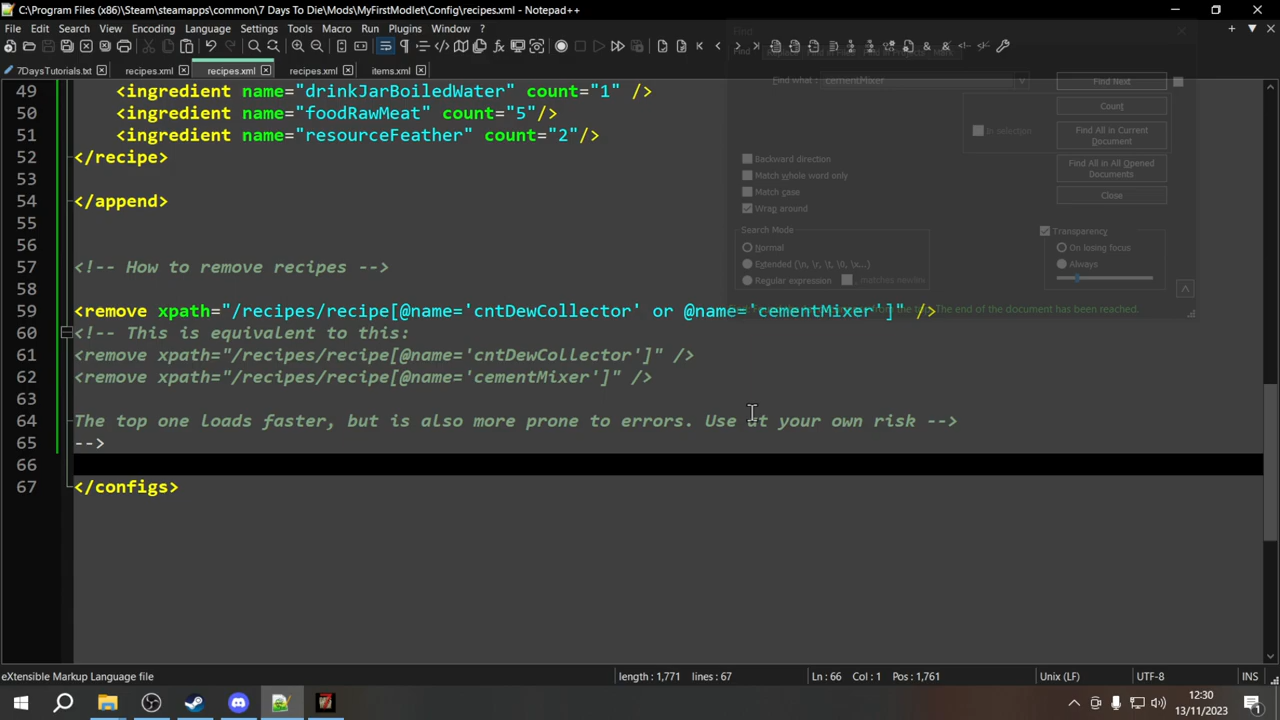 C:\Program Files (x86)\Steam\steamapps\common\7 Days To Die\Mods\MyFirstModlet\Config\recipes.xml - Notepad++
File Edit Search View Encoding Language Settings Tools Macro Run Plugins Window ?
7DaysTutorials.txt recipes.xml recipes.xml recipes.xml items.xml
Find
Find what : cementMixer
Find Next
Count
In selection
Find All in Current Document
Backward direction
Find All in All Opened Documents
Match whole word only
Match case
Close
Wrap around
Search Mode
Transparency
Normal
On losing focus
Extended (\n, \r, \t, \0, \x...)
Always
Regular expression . matches newline
The end of the document has been reached.
49 <ingredient name="drinkJarBoiledWater" count="1" />
50 <ingredient name="foodRawMeat" count="5"/>
51 <ingredient name="resourceFeather" count="2"/>
52 </recipe>
53
54 </append>
55
56
57 <!-- How to remove recipes -->
58
59 <remove xpath="/recipes/recipe[@name='cntDewCollector' or @name='cementMixer']" />
60 <!-- This is equivalent to this:
61 <remove xpath="/recipes/recipe[@name='cntDewCollector']" />
62 <remove xpath="/recipes/recipe[@name='cementMixer']" />
63
64 The top one loads faster, but is also more prone to errors. Use at your own risk -->
65 -->
66
67 </configs>
eXtensible Markup Language file length : 1,771 lines : 67 Ln : 66 Col : 1 Pos : 1,761 Unix (LF) UTF-8 INS
12:30
13/11/2023
1